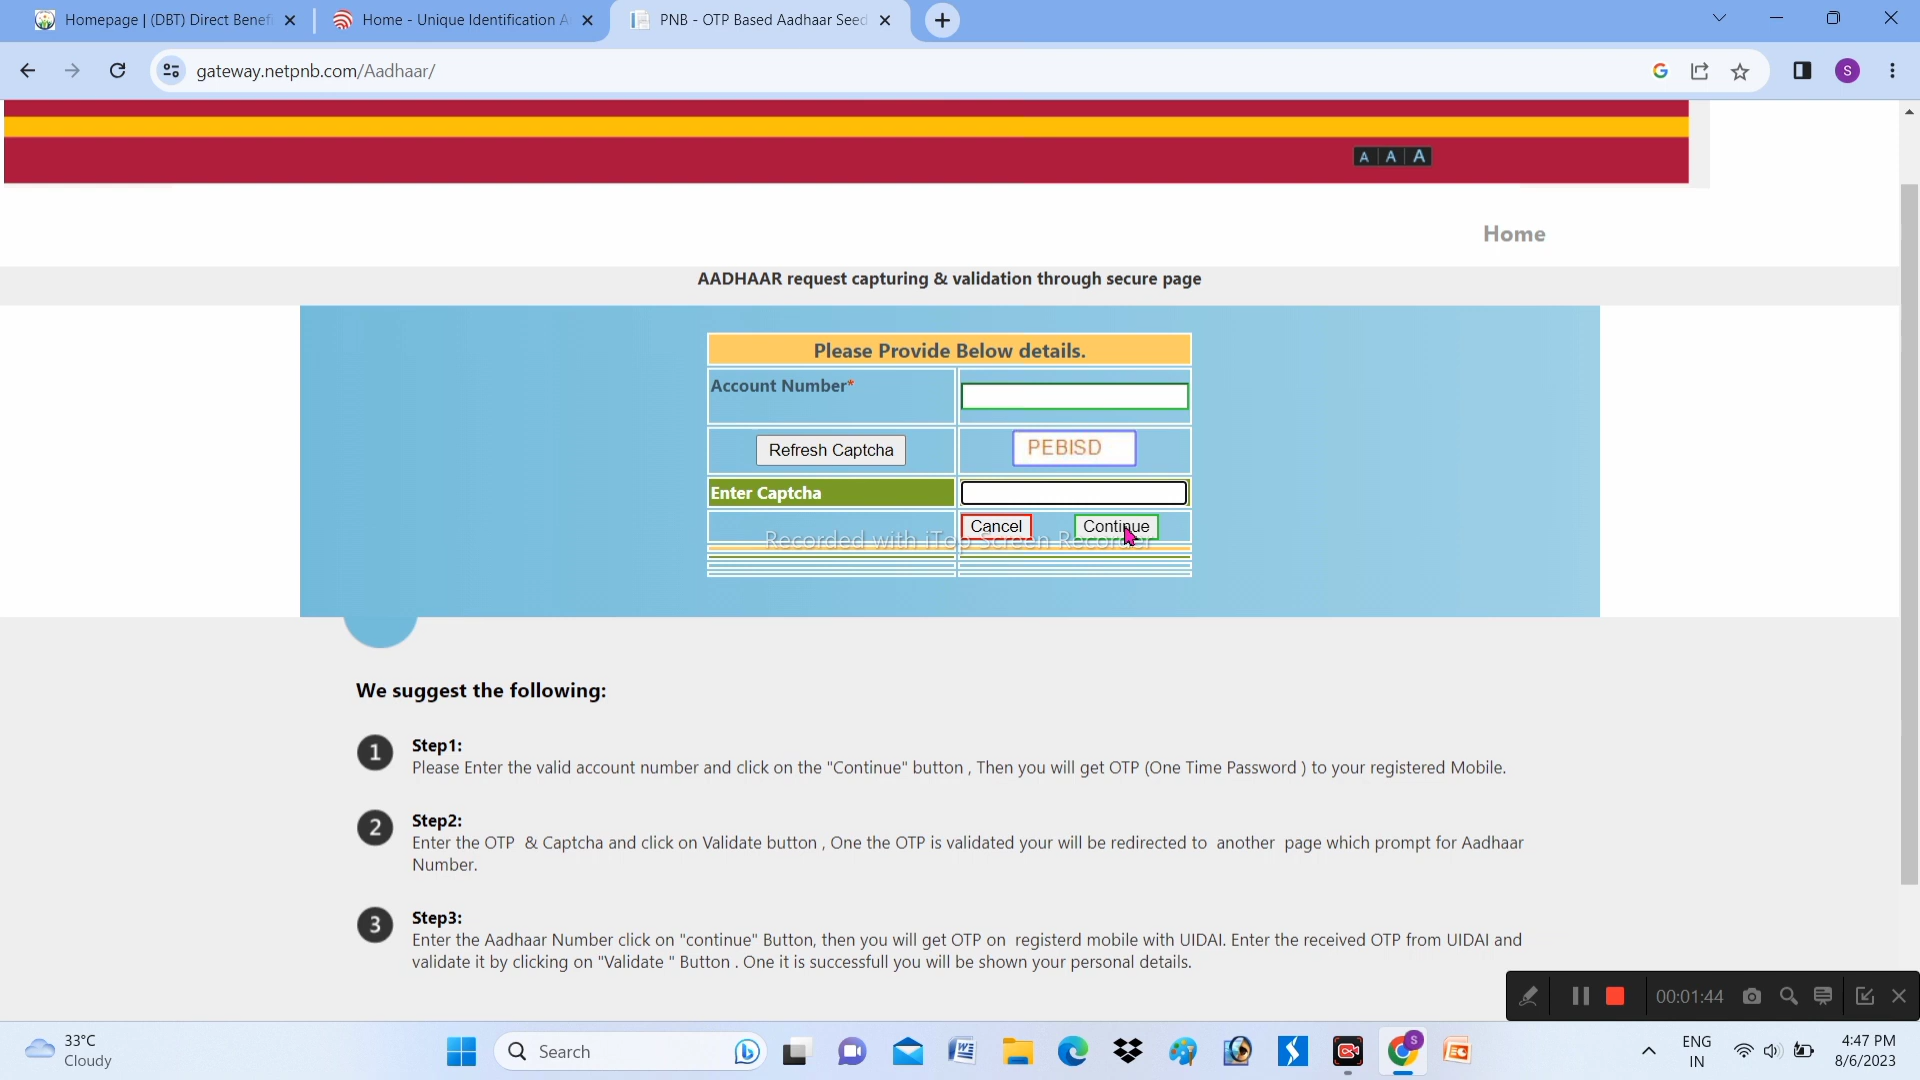 Homepage | (DBT) Direct Benef
Home - Unique Identification A
PNB - OTP Based Aadhaar Seed
gateway.netpnb.com/Aadhaar/
S
A A A
Home
AADHAAR request capturing & validation through secure page
Please Provide Below details.
Account Number*
Refresh Captcha
PEBISD
Enter Captcha
Cancel
Continue
Recorded with iTop Screen Recorder
We suggest the following:
1
Step1:
Please Enter the valid account number and click on the "Continue" button , Then you will get OTP (One Time Password ) to your registered Mobile.
2
Step2:
Enter the OTP & Captcha and click on Validate button , One the OTP is validated your will be redirected to another page which prompt for Aadhaar
Number.
3
Step3:
Enter the Aadhaar Number click on "continue" Button, then you will get OTP on registerd mobile with UIDAI. Enter the received OTP from UIDAI and
validate it by clicking on "Validate " Button . One it is successfull you will be shown your personal details.
00:01:44
33°C
Cloudy
Search
S
ENG
IN
4:47 PM
8/6/2023